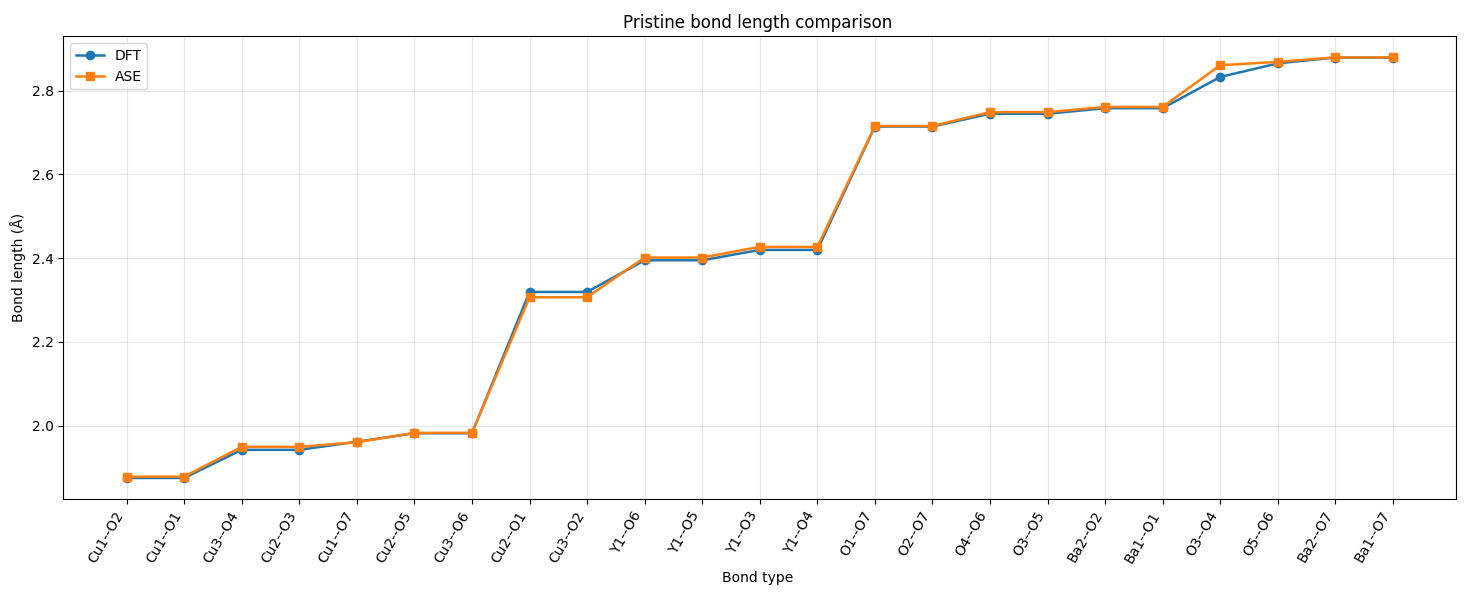 Pristine bond length comparison
DFT
ASE
Bond length (Å)
2.8
2.6
2.4
2.2
2.0
Cu1--O2
Cu1--O1
Cu3--O4
Cu2--O3
Cu1--O7
Cu2--O5
Cu3--O6
Cu2--O1
Cu3--O2
Y1--O6
Y1--O5
Y1--O3
Y1--O4
O1--O7
O2--O7
O4--O6
O3--O5
Ba2--O2
Ba1--O1
O3--O4
O5--O6
Ba2--O7
Ba1--O7
Bond type